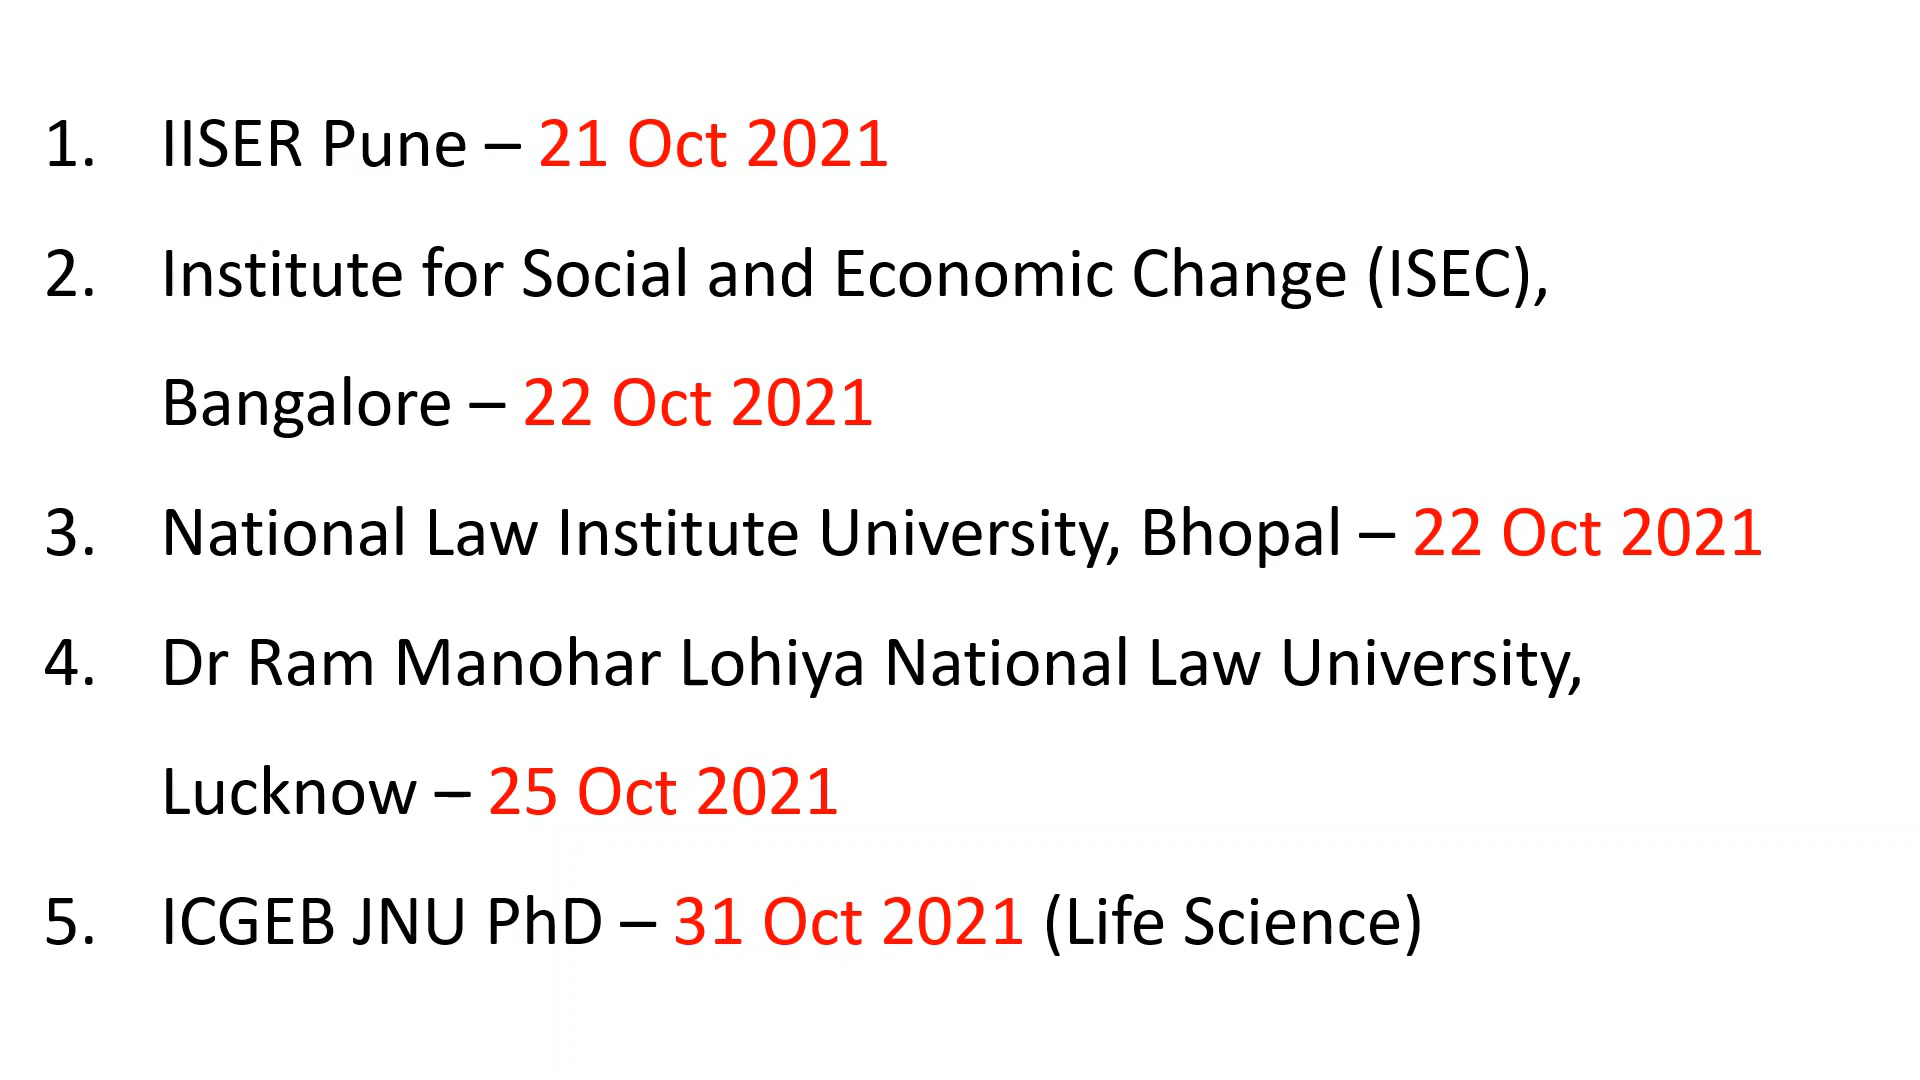 1. IISER Pune – 21 Oct 2021
2. Institute for Social and Economic Change (ISEC),
Bangalore – 22 Oct 2021
3. National Law Institute University, Bhopal – 22 Oct 2021
4. Dr Ram Manohar Lohiya National Law University,
Lucknow – 25 Oct 2021
5. ICGEB JNU PhD – 31 Oct 2021 (Life Science)